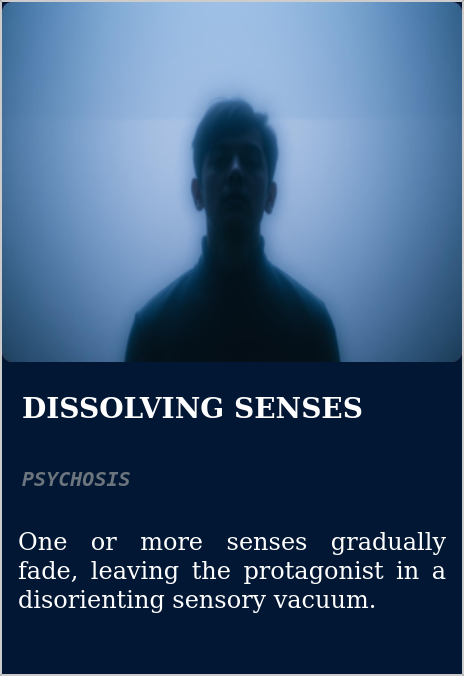 DISSOLVING SENSES
PSYCHOSIS
One or more senses gradually
fade, leaving the protagonist in a
disorienting sensory vacuum.